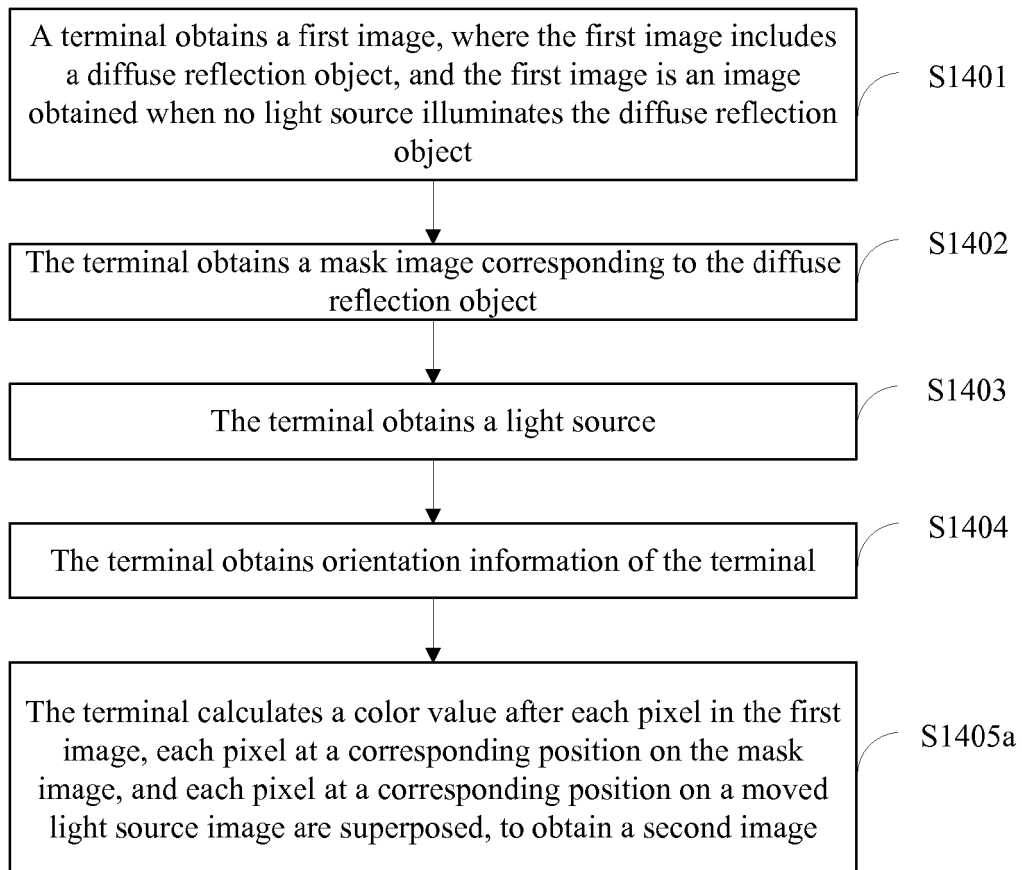 A terminal obtains a first image, where the first image includes
a diffuse reflection object, and the first image is an image
obtained when no light source illuminates the diffuse reflection
object
S1401
The terminal obtains a mask image corresponding to the diffuse
reflection object
S1402
The terminal obtains a light source
S1403
The terminal obtains orientation information of the terminal
S1404
The terminal calculates a color value after each pixel in the first
image, each pixel at a corresponding position on the mask
image, and each pixel at a corresponding position on a moved
light source image are superposed, to obtain a second image
S1405a